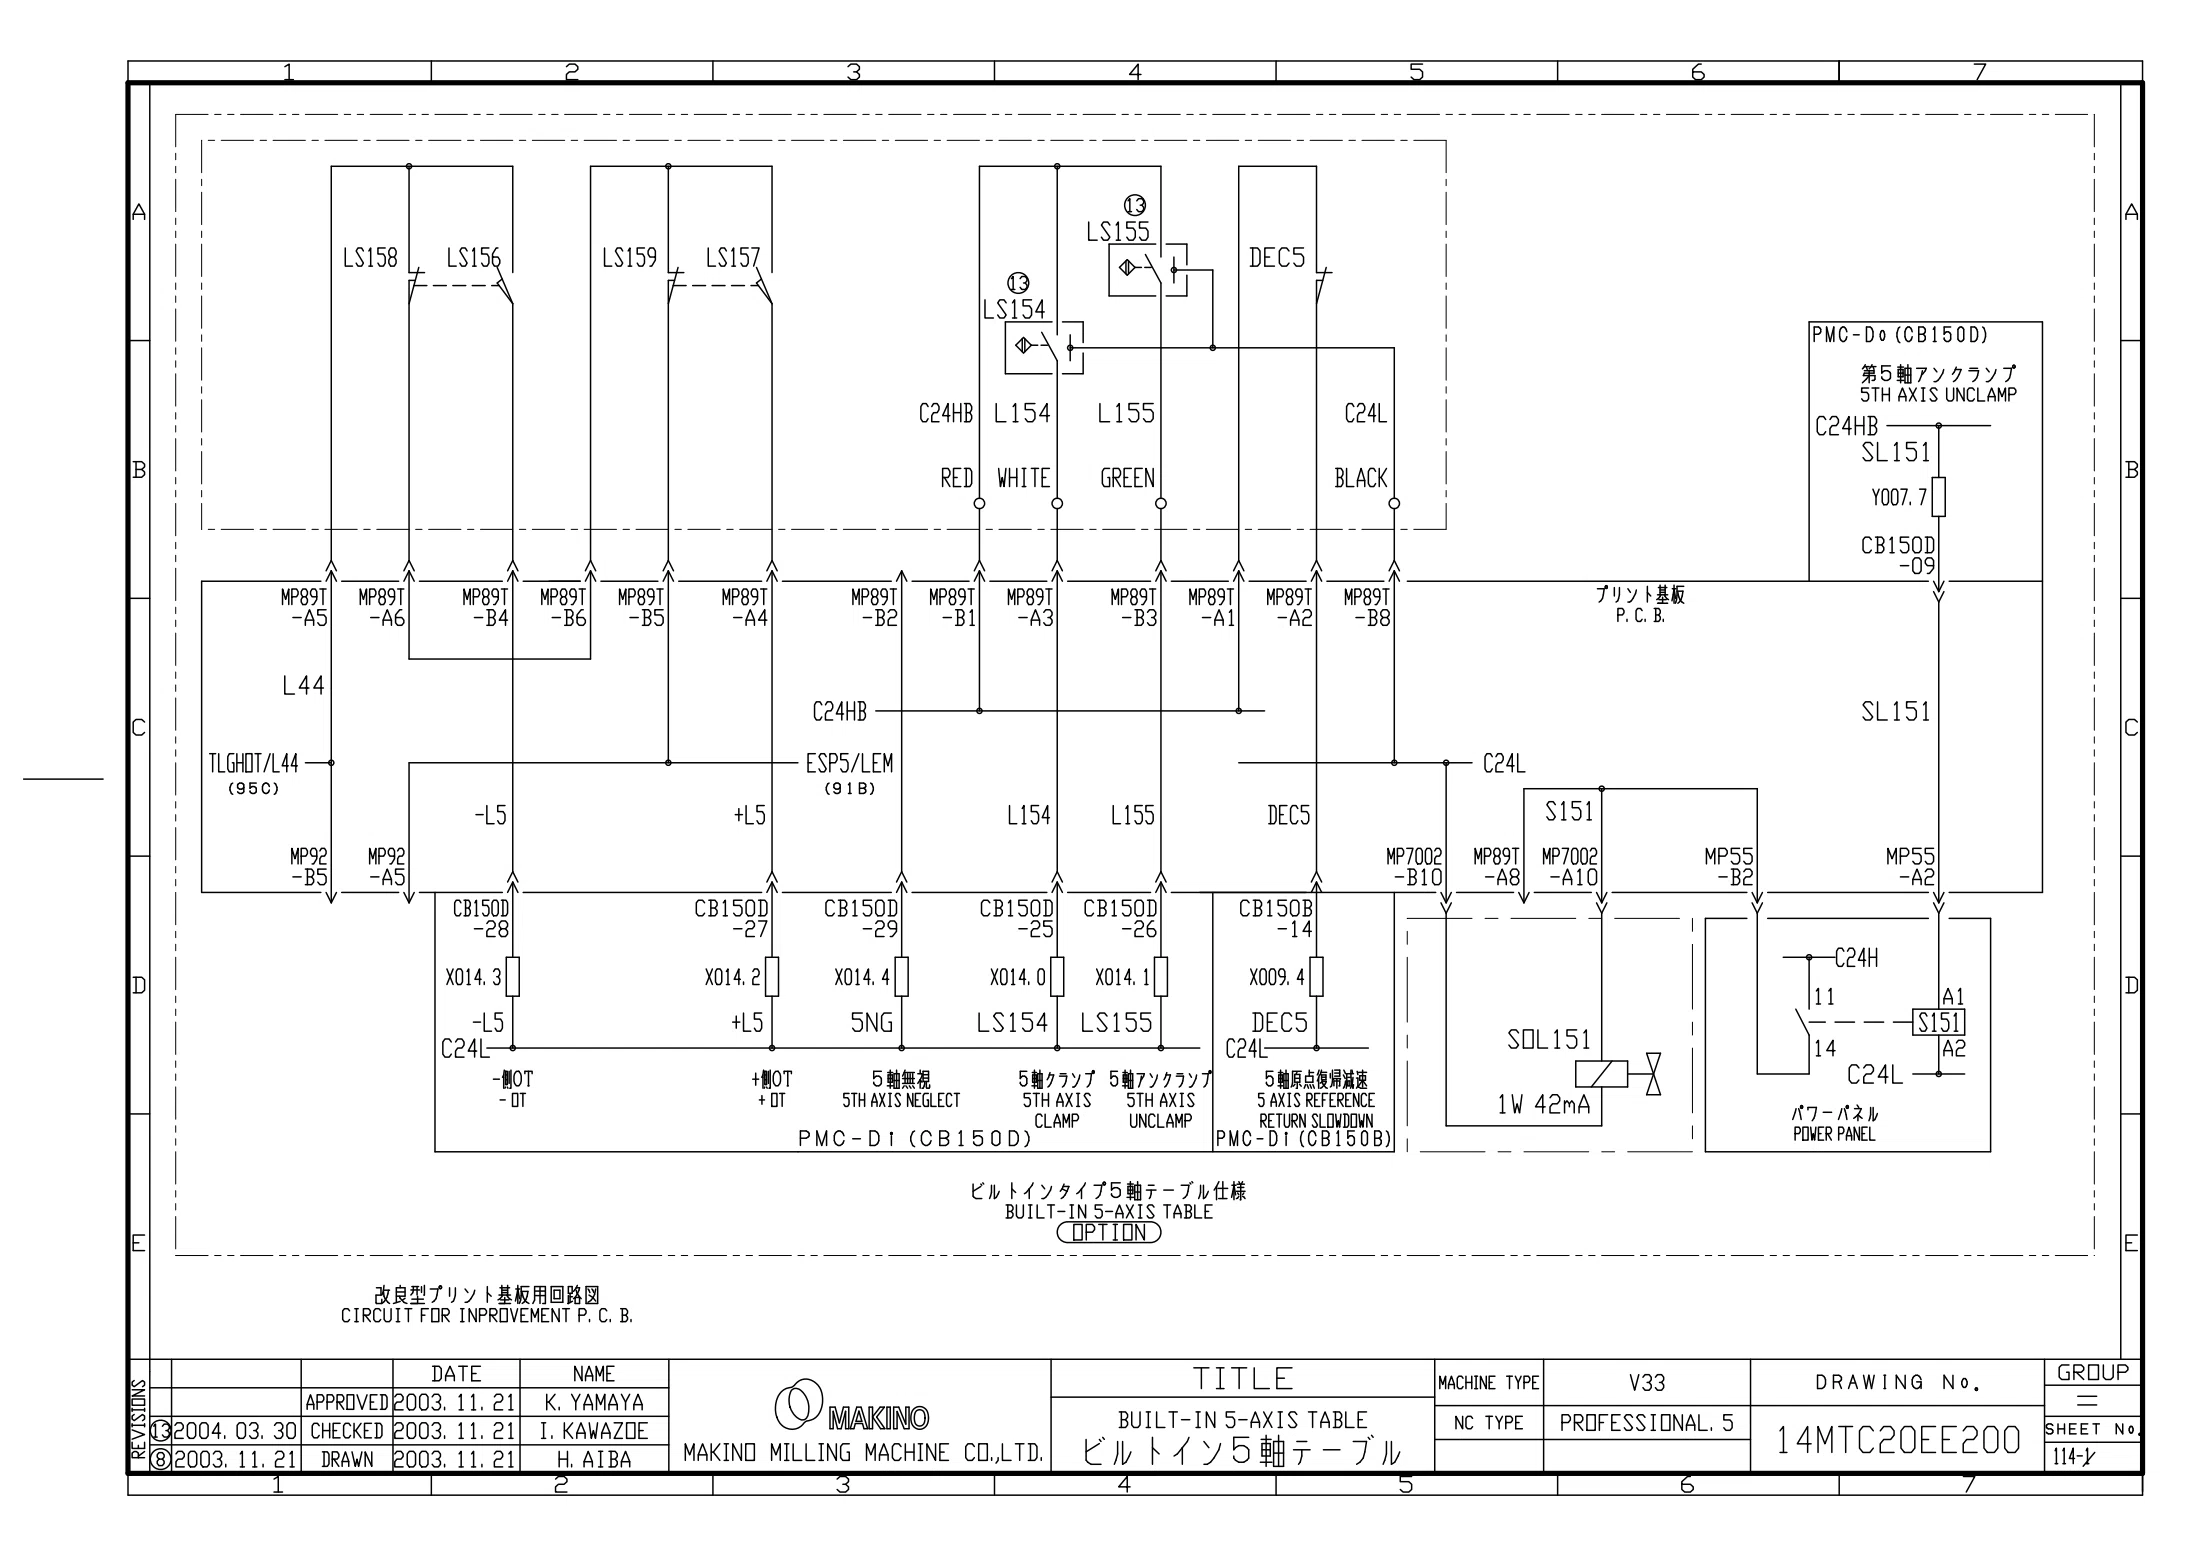 1 2 3 4 5 6 7
A A
13
LS155
LS158 LS156 LS159 LS157 DEC5
13
LS154
PMC-Do (CB150D)
第5軸アンクランプ
5TH AXIS UNCLAMP
C24HB L154 L155 C24L
C24HB
SL151
B B
RED WHITE GREEN BLACK
Y007.7
CB150D
-09
MP89T MP89T MP89T MP89T MP89T MP89T MP89T MP89T MP89T MP89T MP89T MP89T MP89T
-A5 -A6 -B4 -B6 -B5 -A4 -B2 -B1 -A3 -B3 -A1 -A2 -B8
プリント基板
P. C. B.
L44
C24HB
SL151
C C
TLGHOT/L44 ESP5/LEM C24L
(95C) (91B)
-L5 +L5 L154 L155 DEC5 S151
MP92 MP92 MP7002 MP89T MP7002 MP55 MP55
-B5 -A5 -B10 -A8 -A10 -B2 -A2
CB150D CB150D CB150D CB150D CB150D CB150B
-28 -27 -29 -25 -26 -14
C24H
X014.3 X014.2 X014.4 X014.0 X014.1 X009.4
D D
11 A1
-L5 +L5 5NG LS154 LS155 DEC5
S151
SOL151
C24L C24L
14 A2
C24L
-側OT +側OT 5軸無視 5軸クランプ 5軸アンクランプ 5軸原点復帰減速
- OT + OT 5TH AXIS NEGLECT 5TH AXIS 5TH AXIS 5 AXIS REFERENCE
CLAMP UNCLAMP RETURN SLOWDOWN
1W 42mA
パワーパネル
POWER PANEL
PMC-Di (CB150D) PMC-Di (CB150B)
ビルトインタイプ5軸テーブル仕様
BUILT-IN 5-AXIS TABLE
OPTION
E E
改良型プリント基板用回路図
CIRCUIT FOR INPROVEMENT P. C. B.
REVISIONS
DATE NAME
APPROVED 2003. 11. 21 K. YAMAYA
13 2004. 03. 30 CHECKED 2003. 11. 21 I. KAWAZOE
8 2003. 11. 21 DRAWN 2003. 11. 21 H. AIBA
MAKINO
MAKINO MILLING MACHINE CO.,LTD.
TITLE
BUILT-IN 5-AXIS TABLE
ビルトイン5軸テーブル
MACHINE TYPE V33
NC TYPE PROFESSIONAL. 5
DRAWING No.
14MTC20EE200
GROUP
=
SHEET No.
114-1/
1 2 3 4 5 6 7